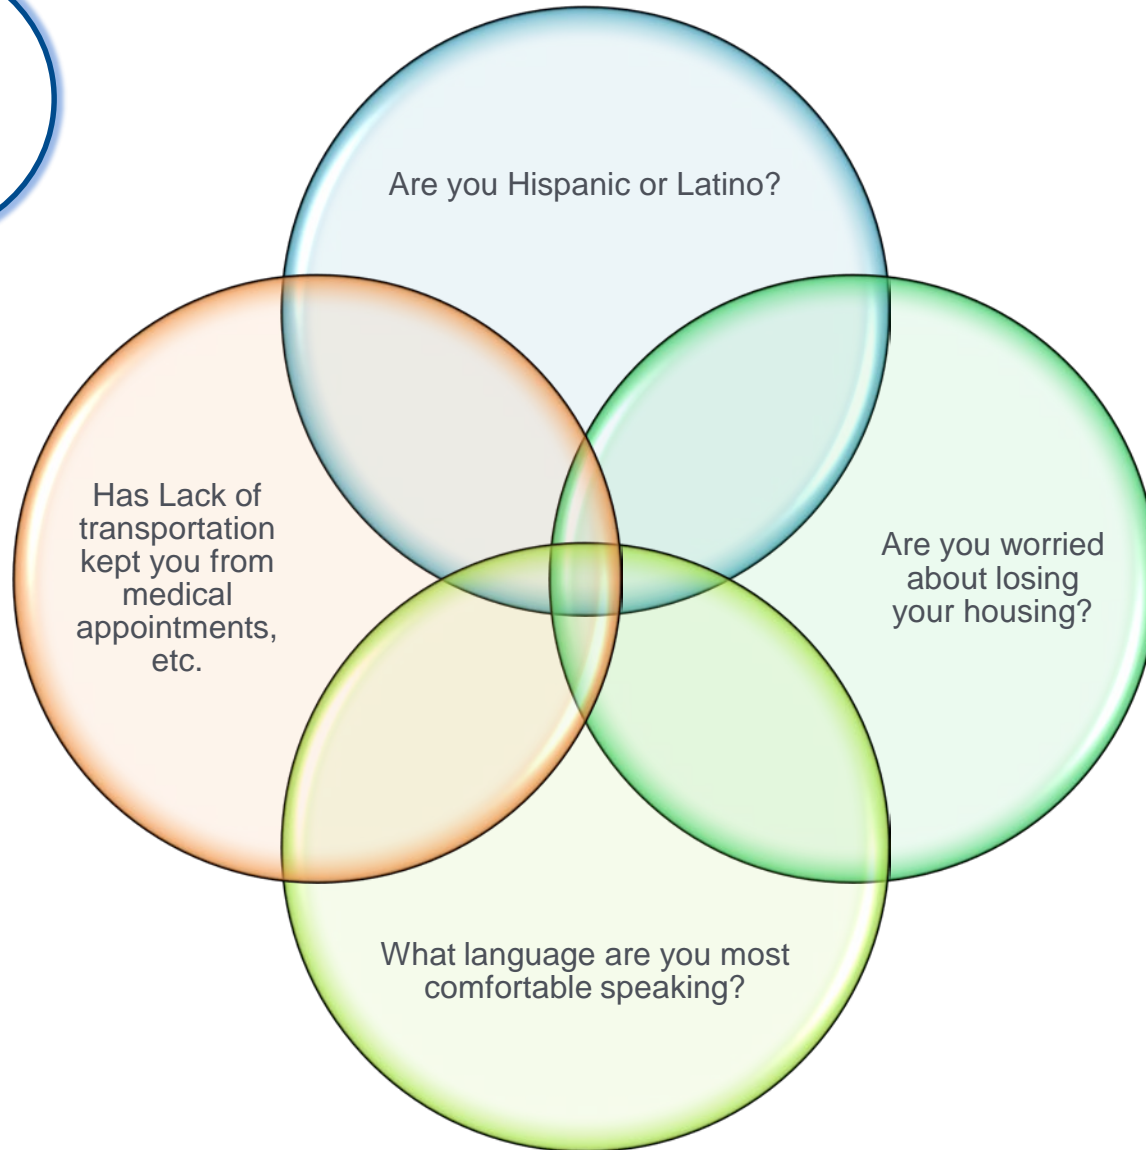 Are you Hispanic or Latino?
Has Lack of
transportation
kept you from
medical
appointments,
etc.
Are you worried
about losing
your housing?
What language are you most
comfortable speaking?